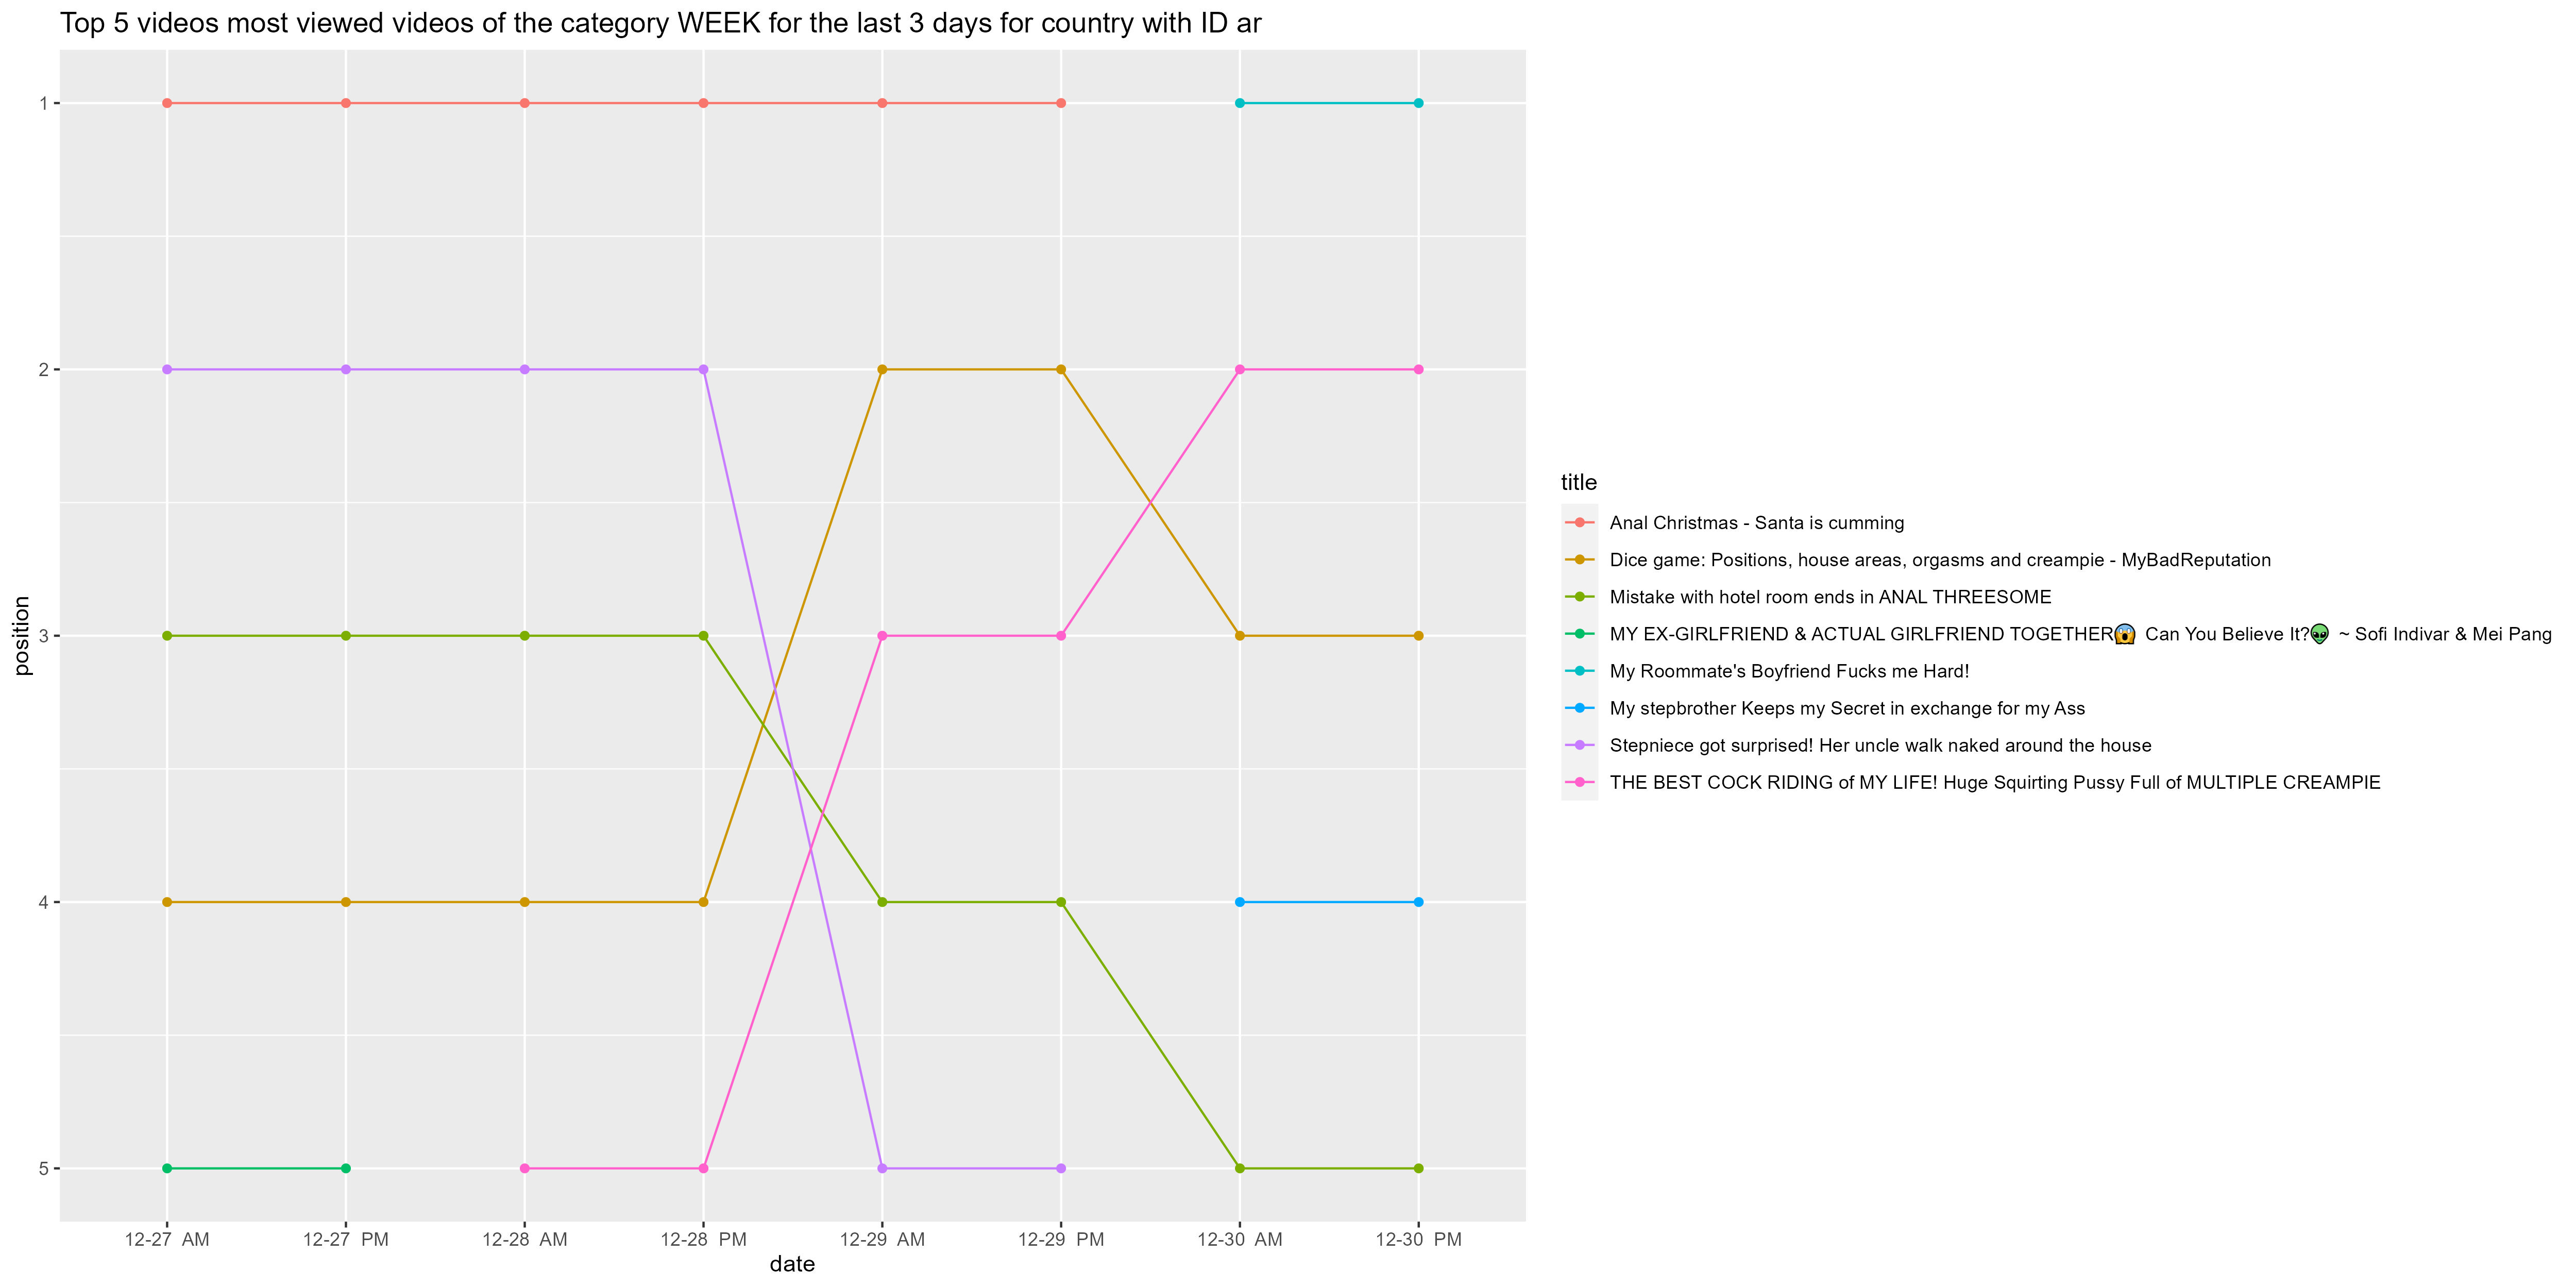 Top 5 videos most viewed videos of the category WEEK for the last 3 days for country with ID ar
position
1
2
3
4
5
12-27 AM
12-27 PM
12-28 AM
12-28 PM
12-29 AM
12-29 PM
12-30 AM
12-30 PM
date
title
Anal Christmas - Santa is cumming
Dice game: Positions, house areas, orgasms and creampie - MyBadReputation
Mistake with hotel room ends in ANAL THREESOME
MY EX-GIRLFRIEND & ACTUAL GIRLFRIEND TOGETHER😱 Can You Believe It?👽 ~ Sofi Indivar & Mei Pang
My Roommate's Boyfriend Fucks me Hard!
My stepbrother Keeps my Secret in exchange for my Ass
Stepniece got surprised! Her uncle walk naked around the house
THE BEST COCK RIDING of MY LIFE! Huge Squirting Pussy Full of MULTIPLE CREAMPIE